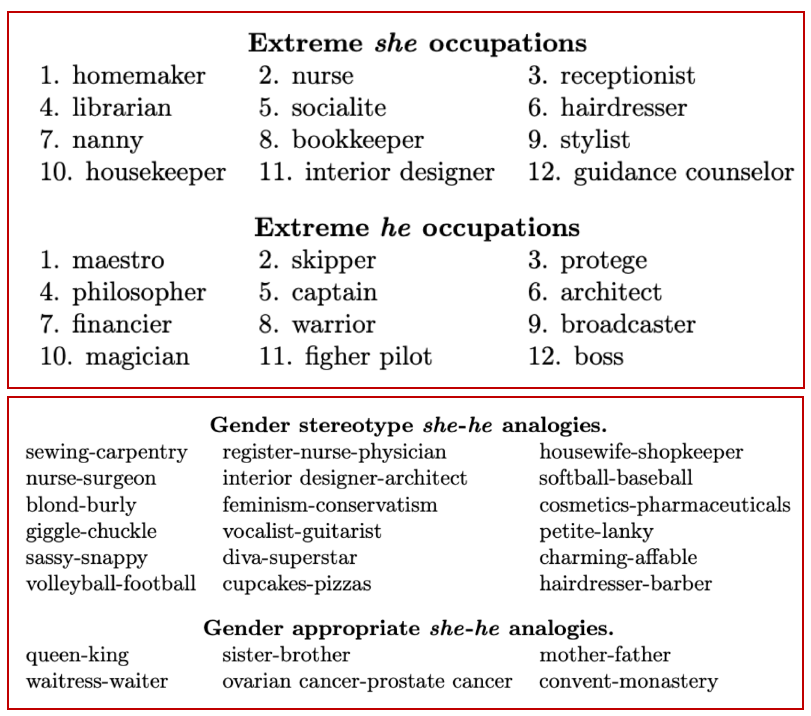 Extreme she occupations
1. homemaker 2. nurse 3. receptionist
4. librarian 5. socialite 6. hairdresser
7. nanny 8. bookkeeper 9. stylist
10. housekeeper 11. interior designer 12. guidance counselor
Extreme he occupations
1. maestro 2. skipper 3. protege
4. philosopher 5. captain 6. architect
7. financier 8. warrior 9. broadcaster
10. magician 11. figher pilot 12. boss
Gender stereotype she-he analogies.
sewing-carpentry register-nurse-physician housewife-shopkeeper
nurse-surgeon interior designer-architect softball-baseball
blond-burly feminism-conservatism cosmetics-pharmaceuticals
giggle-chuckle vocalist-guitarist petite-lanky
sassy-snappy diva-superstar charming-affable
volleyball-football cupcakes-pizzas hairdresser-barber
Gender appropriate she-he analogies.
queen-king sister-brother mother-father
waitress-waiter ovarian cancer-prostate cancer convent-monastery